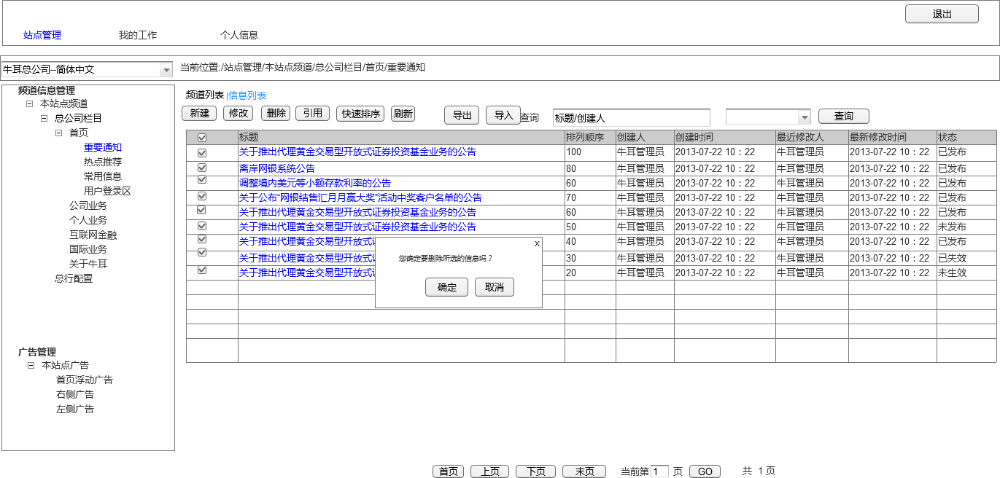 退出
站点管理 我的工作 个人信息
牛耳总公司--简体中文 当前位置:/站点管理/本站点频道/总公司栏目/首页/重要通知
频道信息管理
本站点频道
总公司栏目
首页
重要通知
热点推荐
常用信息
用户登录区
公司业务
个人业务
互联网金融
国际业务
关于牛耳
总行配置
广告管理
本站点广告
首页浮动广告
右侧广告
左侧广告
频道列表 |信息列表
新建 修改 删除 引用 快速排序 刷新 导出 导入 查询 标题/创建人 查询
标题 排列顺序 创建人 创建时间 最近修改人 最新修改时间 状态
关于推出代理黄金交易型开放式证券投资基金业务的公告 100 牛耳管理员 2013-07-22 10：22 牛耳管理员 2013-07-22 10：22 已发布
离岸网银系统公告 80 牛耳管理员 2013-07-22 10：22 牛耳管理员 2013-07-22 10：22 已发布
调整境内美元等小额存款利率的公告 60 牛耳管理员 2013-07-22 10：22 牛耳管理员 2013-07-22 10：22 已发布
关于公布“网银结售汇月月赢大奖”活动中奖客户名单的公告 70 牛耳管理员 2013-07-22 10：22 牛耳管理员 2013-07-22 10：22 已发布
关于推出代理黄金交易型开放式证券投资基金业务的公告 60 牛耳管理员 2013-07-22 10：22 牛耳管理员 2013-07-22 10：22 已发布
关于推出代理黄金交易型开放式证券投资基金业务的公告 50 牛耳管理员 2013-07-22 10：22 牛耳管理员 2013-07-22 10：22 未发布
关于推出代理黄金交易型开放式 40 牛耳管理员 2013-07-22 10：22 牛耳管理员 2013-07-22 10：22 已发布
关于推出代理黄金交易型开放式 30 牛耳管理员 2013-07-22 10：22 牛耳管理员 2013-07-22 10：22 已失效
关于推出代理黄金交易型开放式 20 牛耳管理员 2013-07-22 10：22 牛耳管理员 2013-07-22 10：22 未生效
x
您确定要删除所选的信息吗？
确定 取消
首页 上页 下页 末页 当前第 1 页 GO 共 1 页